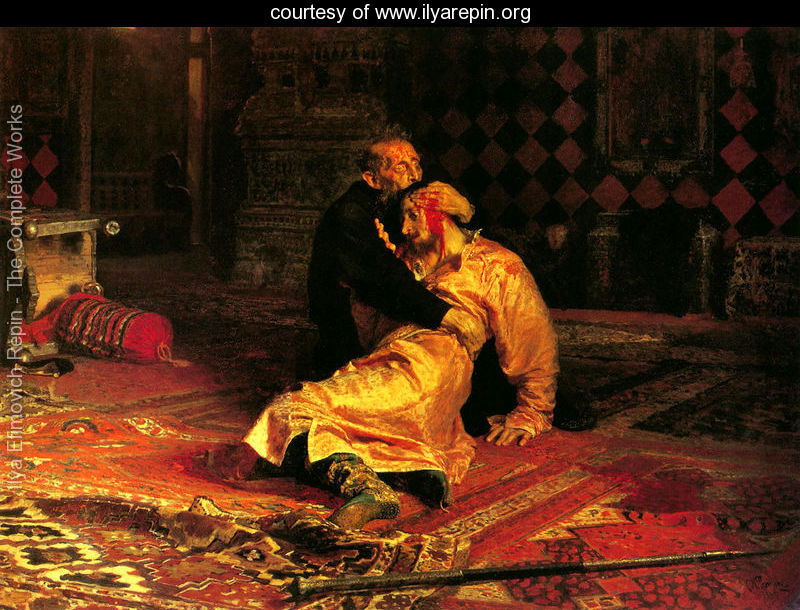 courtesy of www.ilyarepin.org
Ilya Efimovich Repin - The Complete Works